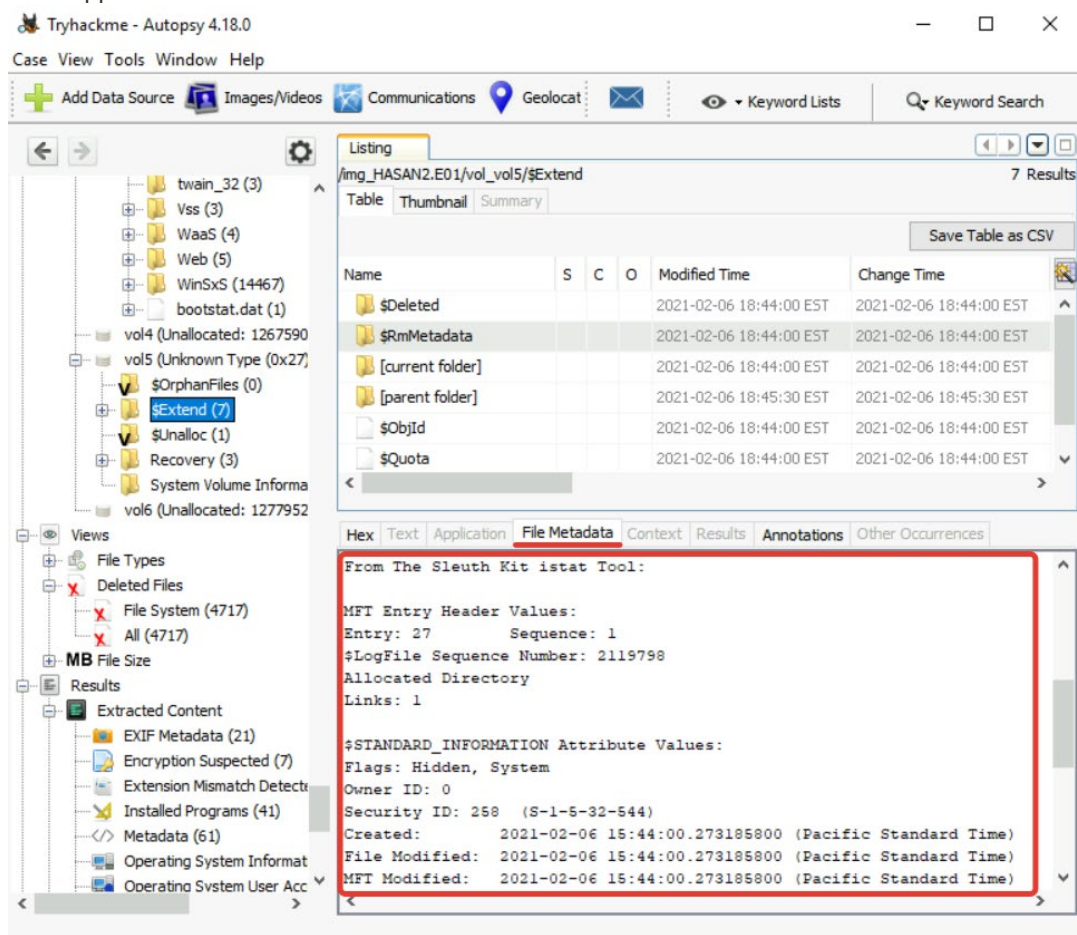 Tryhackme - Autopsy 4.18.0
Case View Tools Window Help
Add Data Source Images/Videos Communications Geolocat Keyword Lists Keyword Search
twain_32 (3)
Vss (3)
WaaS (4)
Web (5)
WinSxS (14467)
bootstat.dat (1)
vol4 (Unallocated: 1267590
vol5 (Unknown Type (0x27)
$OrphanFiles (0)
$Extend (7)
$Unalloc (1)
Recovery (3)
System Volume Informa
vol6 (Unallocated: 1277952
Views
File Types
Deleted Files
File System (4717)
All (4717)
MB File Size
Results
Extracted Content
EXIF Metadata (21)
Encryption Suspected (7)
Extension Mismatch Detecte
Installed Programs (41)
Metadata (61)
Operating System Informat
Operating System User Acc
Listing
/img_HASAN2.E01/vol_vol5/$Extend 7 Results
Table Thumbnail Summary
Save Table as CSV
Name S C O Modified Time Change Time
$Deleted 2021-02-06 18:44:00 EST 2021-02-06 18:44:00 EST
$RmMetadata 2021-02-06 18:44:00 EST 2021-02-06 18:44:00 EST
[current folder] 2021-02-06 18:44:00 EST 2021-02-06 18:44:00 EST
[parent folder] 2021-02-06 18:45:30 EST 2021-02-06 18:45:30 EST
$ObjId 2021-02-06 18:44:00 EST 2021-02-06 18:44:00 EST
$Quota 2021-02-06 18:44:00 EST 2021-02-06 18:44:00 EST
Hex Text Application File Metadata Context Results Annotations Other Occurrences
From The Sleuth Kit istat Tool:
MFT Entry Header Values:
Entry: 27 Sequence: 1
$LogFile Sequence Number: 2119798
Allocated Directory
Links: 1
$STANDARD_INFORMATION Attribute Values:
Flags: Hidden, System
Owner ID: 0
Security ID: 258 (S-1-5-32-544)
Created: 2021-02-06 15:44:00.273185800 (Pacific Standard Time)
File Modified: 2021-02-06 15:44:00.273185800 (Pacific Standard Time)
MFT Modified: 2021-02-06 15:44:00.273185800 (Pacific Standard Time)